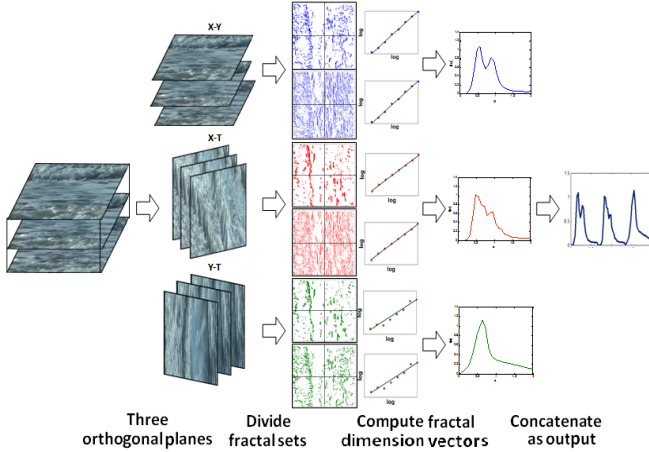 X-Y
log
log
log
log
X-T
log
log
log
log
Y-T
log
log
log
log
Three
orthogonal planes
Divide
fractal sets
Compute fractal
dimension vectors
Concatenate
as output